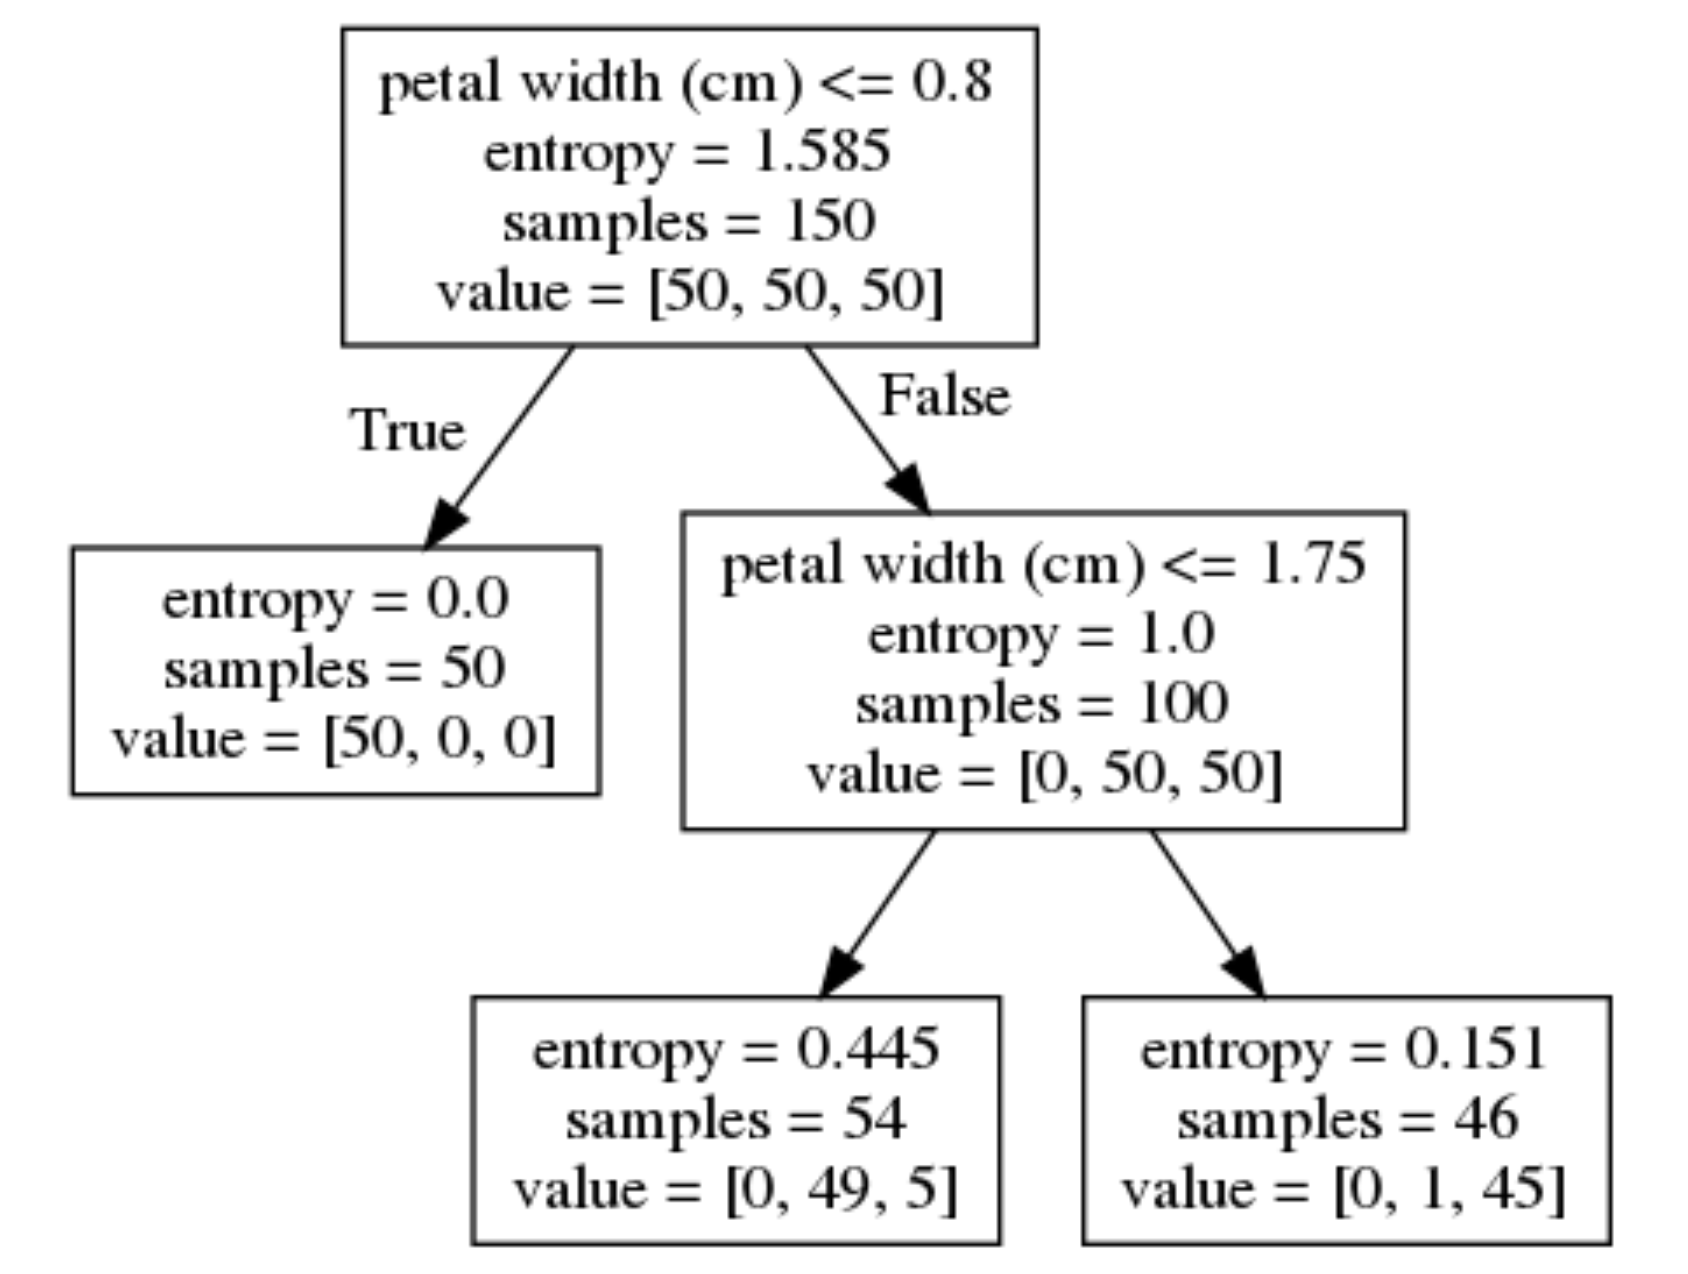 petal width (cm) <= 0.8
entropy = 1.585
samples = 150
value = [50, 50, 50]
True
False
entropy = 0.0
samples = 50
value = [50, 0, 0]
petal width (cm) <= 1.75
entropy = 1.0
samples = 100
value = [0, 50, 50]
entropy = 0.445
samples = 54
value = [0, 49, 5]
entropy = 0.151
samples = 46
value = [0, 1, 45]